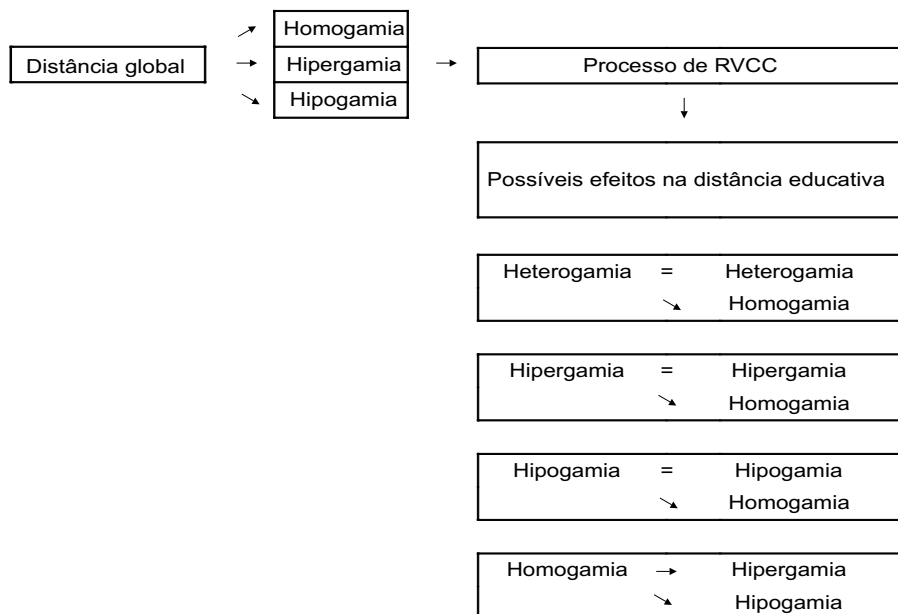 Homogamia
Distância global
Hipergamia
Processo de RVCC
Hipogamia
Possíveis efeitos na distância educativa
Heterogamia = Heterogamia
Homogamia
Hipergamia = Hipergamia
Homogamia
Hipogamia = Hipogamia
Homogamia
Homogamia → Hipergamia
Hipogamia